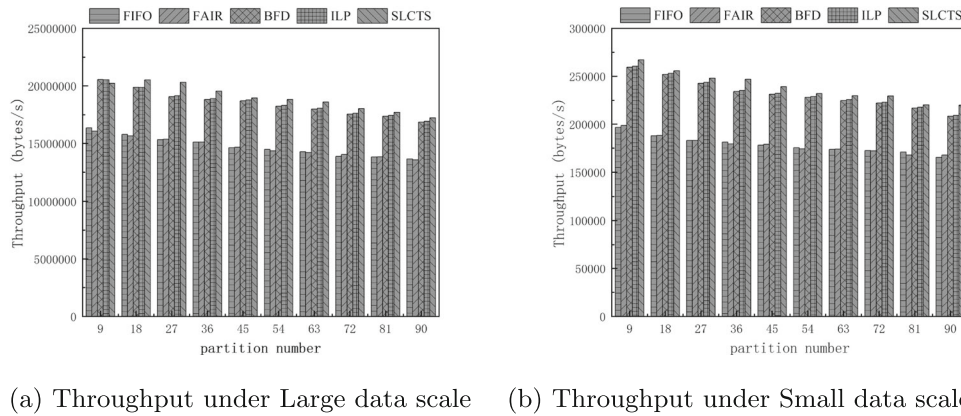 FIFO FAIR BFD ILP SLCTS
25000000
20000000
15000000
10000000
5000000
0
Throughput (bytes/s)
9 18 27 36 45 54 63 72 81 90
partition number
(a) Throughput under Large data scale
FIFO FAIR BFD ILP SLCTS
300000
250000
200000
150000
100000
50000
0
Throughput (bytes/s)
9 18 27 36 45 54 63 72 81 90
partition number
(b) Throughput under Small data scale